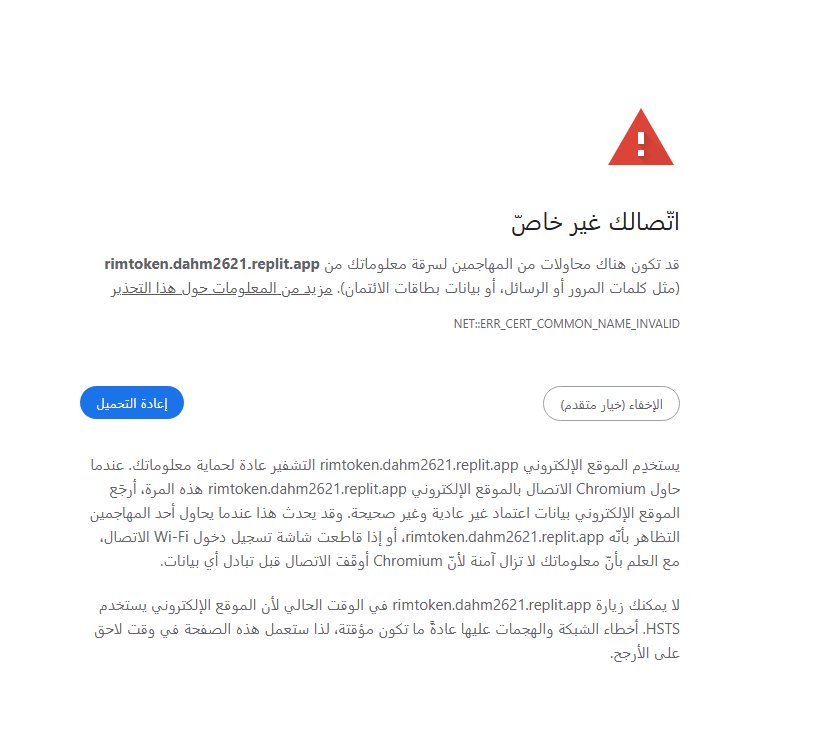 اتّصالك غير خاصّ
قد تكون هناك محاولات من المهاجمين لسرقة معلوماتك من rimtoken.dahm2621.replit.app
(مثل كلمات المرور أو الرسائل، أو بيانات بطاقات الائتمان). مزيد من المعلومات حول هذا التحذير
NET::ERR_CERT_COMMON_NAME_INVALID
الإخفاء (خيار متقدم)
إعادة التحميل
يستخدِم الموقع الإلكتروني rimtoken.dahm2621.replit.app التشفير عادة لحماية معلوماتك. عندما
حاول Chromium الاتصال بالموقع الإلكتروني rimtoken.dahm2621.replit.app هذه المرة، أرجَع
الموقع الإلكتروني بيانات اعتماد غير عادية وغير صحيحة. وقد يحدث هذا عندما يحاول أحد المهاجمين
التظاهر بأنّه rimtoken.dahm2621.replit.app، أو إذا قاطعت شاشة تسجيل دخول Wi-Fi الاتصال،
مع العلم بأنّ معلوماتك لا تزال آمنة لأنّ Chromium أوقَفَ الاتصال قبل تبادل أي بيانات.
لا يمكنك زيارة rimtoken.dahm2621.replit.app في الوقت الحالي لأن الموقع الإلكتروني يستخدم
HSTS. أخطاء الشبكة والهجمات عليها عادةً ما تكون مؤقتة، لذا ستعمل هذه الصفحة في وقت لاحق
على الأرجح.